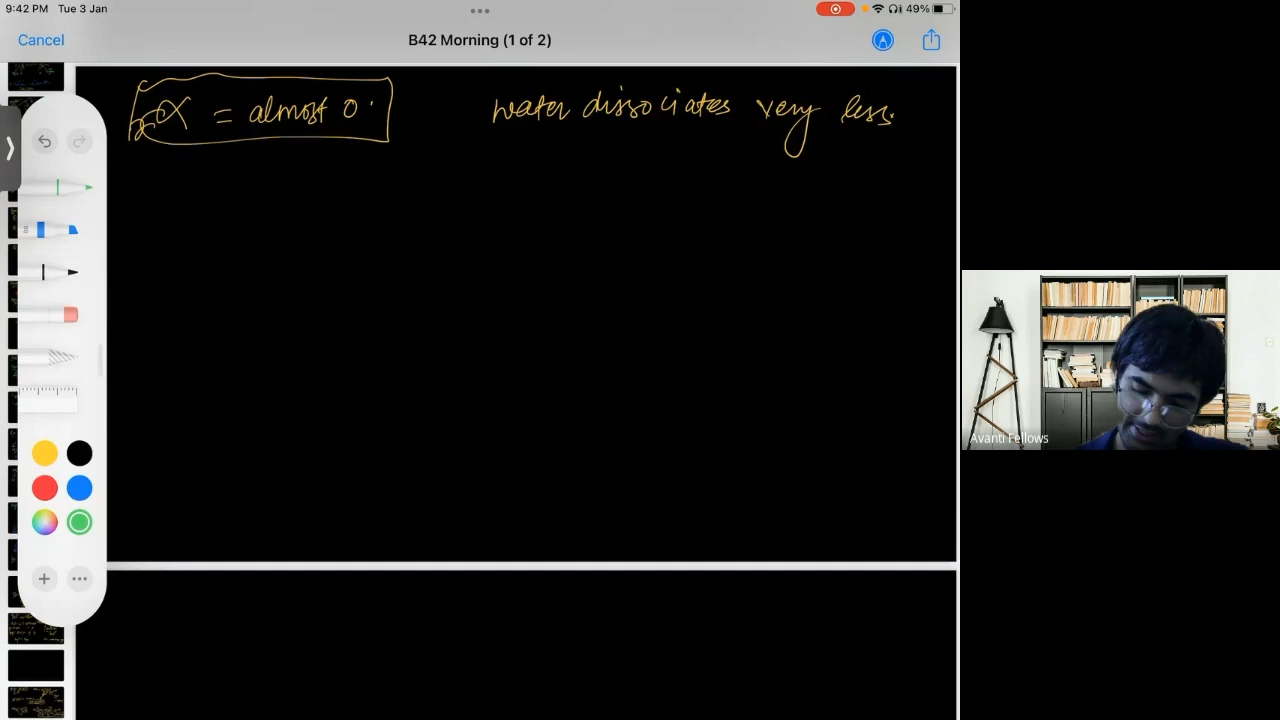 9:42 PM Tue 3 Jan
49%
Cancel
B42 Morning (1 of 2)
α = almost 0.
water dissociates very less.
Avanti Fellows